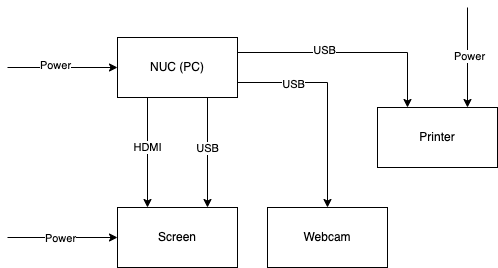 USB
Power
Power
NUC (PC)
USB
Printer
HDMI
USB
Power
Screen
Webcam